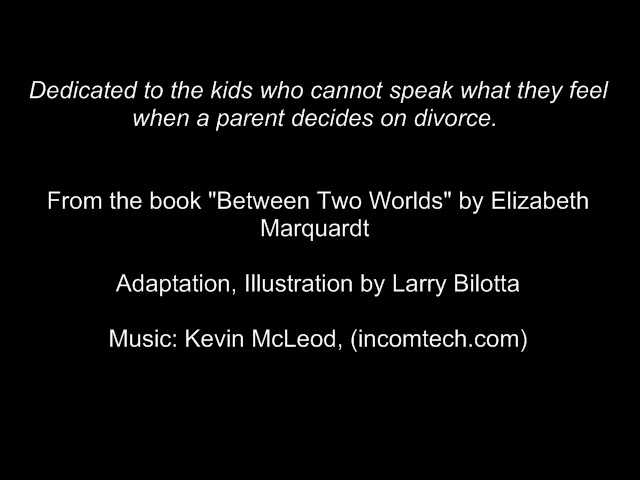 Dedicated to the kids who cannot speak what they feel
when a parent decides on divorce.
From the book "Between Two Worlds" by Elizabeth
Marquardt
Adaptation, Illustration by Larry Bilotta
Music: Kevin McLeod, (incomtech.com)